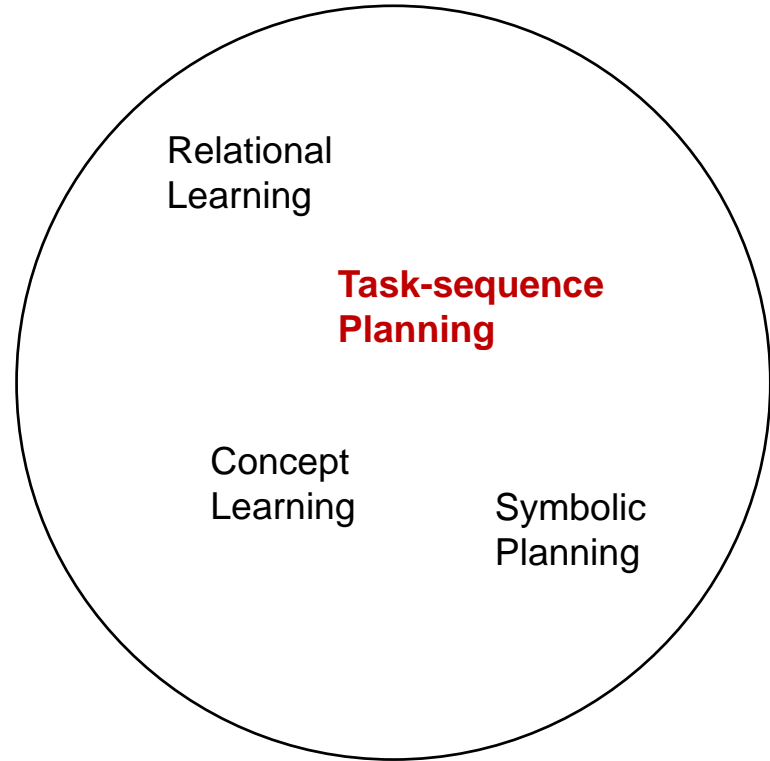 Relational
Learning
Task-sequence
Planning
Concept
Learning
Symbolic
Planning